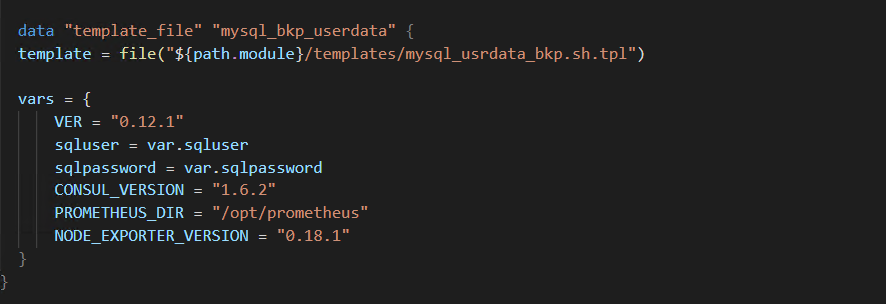 data "template_file" "mysql_bkp_userdata" {
template = file("${path.module}/templates/mysql_usrdata_bkp.sh.tpl")
vars = {
VER = "0.12.1"
sqluser = var.sqluser
sqlpassword = var.sqlpassword
CONSUL_VERSION = "1.6.2"
PROMETHEUS_DIR = "/opt/prometheus"
NODE_EXPORTER_VERSION = "0.18.1"
}
}